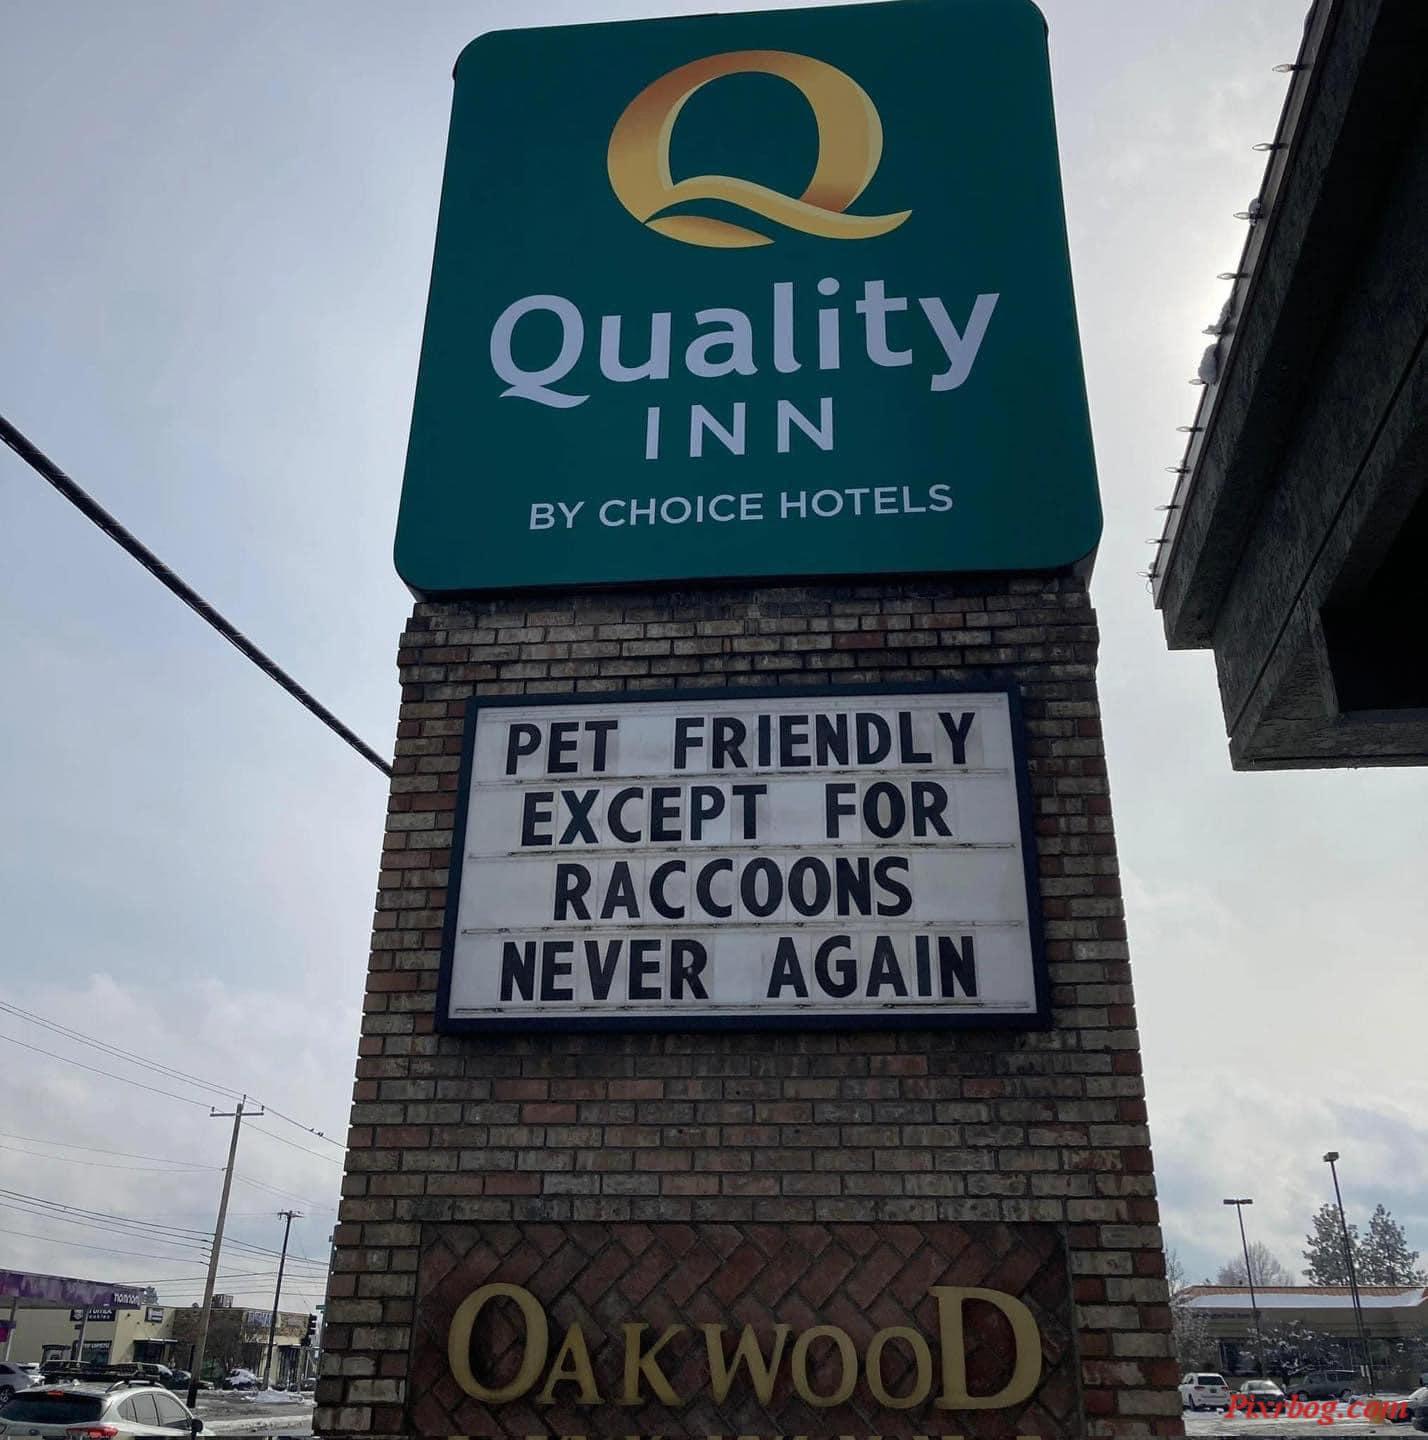 Quality
INN
BY CHOICE HOTELS
PET FRIENDLY
EXCEPT FOR
RACCOONS
NEVER AGAIN
OAKWOOD
Pixrbog.com